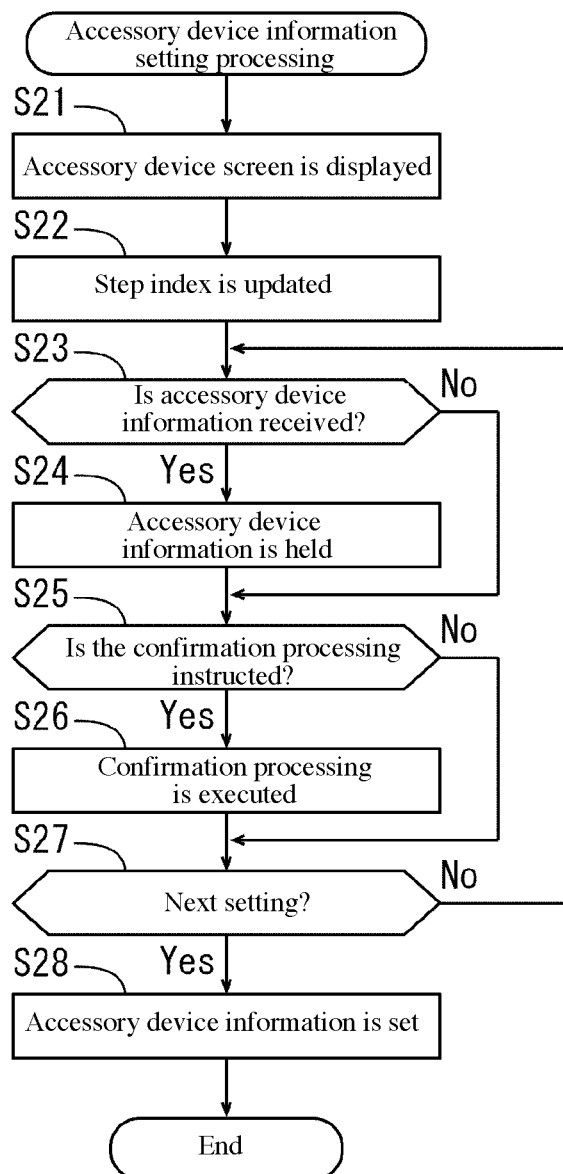 Accessory device information
setting processing
S21
Accessory device screen is displayed
S22
Step index is updated
S23
Is accessory device
information received?
No
Yes
S24
Accessory device
information is held
S25
Is the confirmation processing
instructed?
No
Yes
S26
Confirmation processing
is executed
S27
Next setting?
No
Yes
S28
Accessory device information is set
End